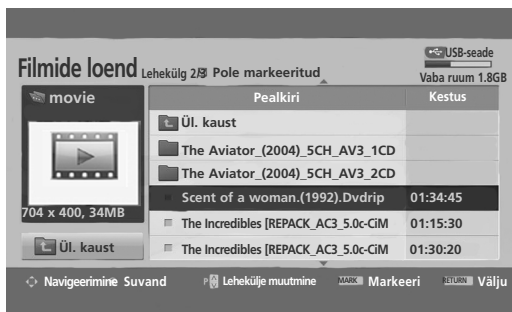 USB-seade
Filmide loend Lehekülg 2/3 Pole markeeritud
Vaba ruum 1.8GB
movie
Pealkiri Kestus
Ül. kaust
The Aviator_(2004)_5CH_AV3_1CD
The Aviator_(2004)_5CH_AV3_2CD
Scent of a woman.(1992).Dvdrip 01:34:45
704 x 400, 34MB
The Incredibles [REPACK_AC3_5.0c-CiM 01:15:30
Ül. kaust
The Incredibles [REPACK_AC3_5.0c-CiM 01:30:20
Navigeerimine Suvand P Lehekülje muutmine MARK Markeeri RETURN Välju